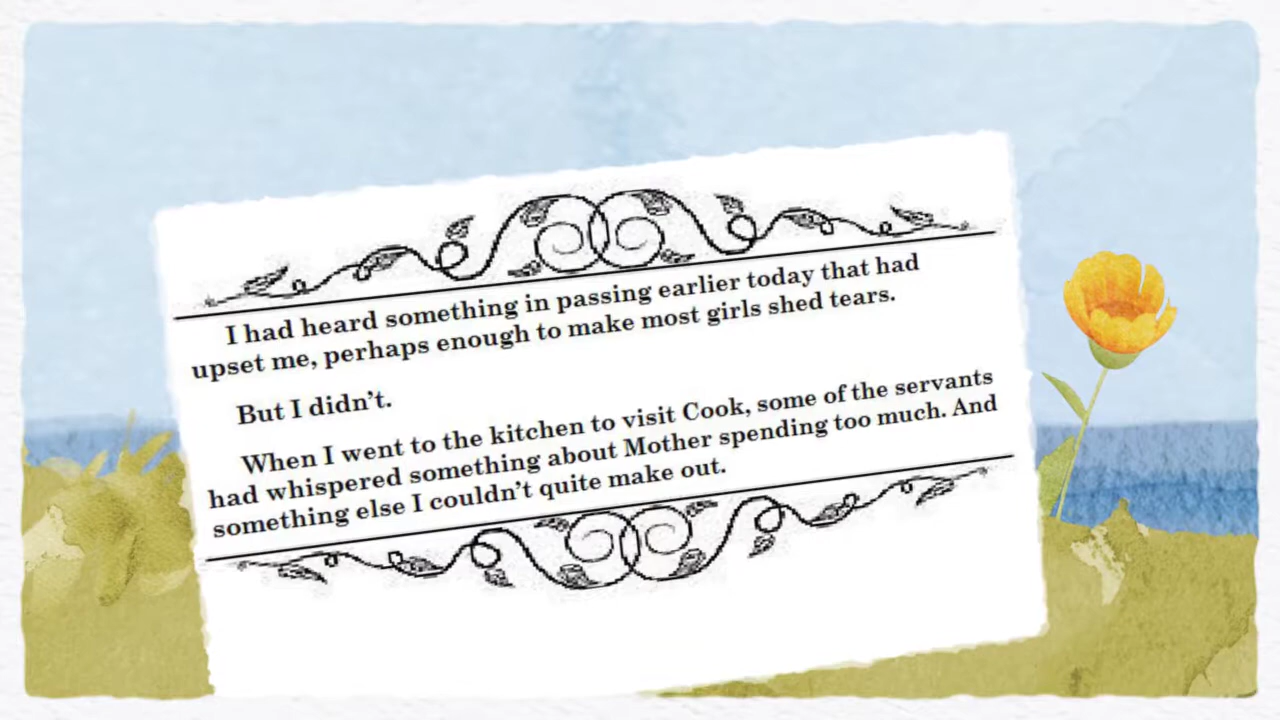 I had heard something in passing earlier today that had
upset me, perhaps enough to make most girls shed tears.
But I didn't.
When I went to the kitchen to visit Cook, some of the servants
had whispered something about Mother spending too much. And
something else I couldn't quite make out.